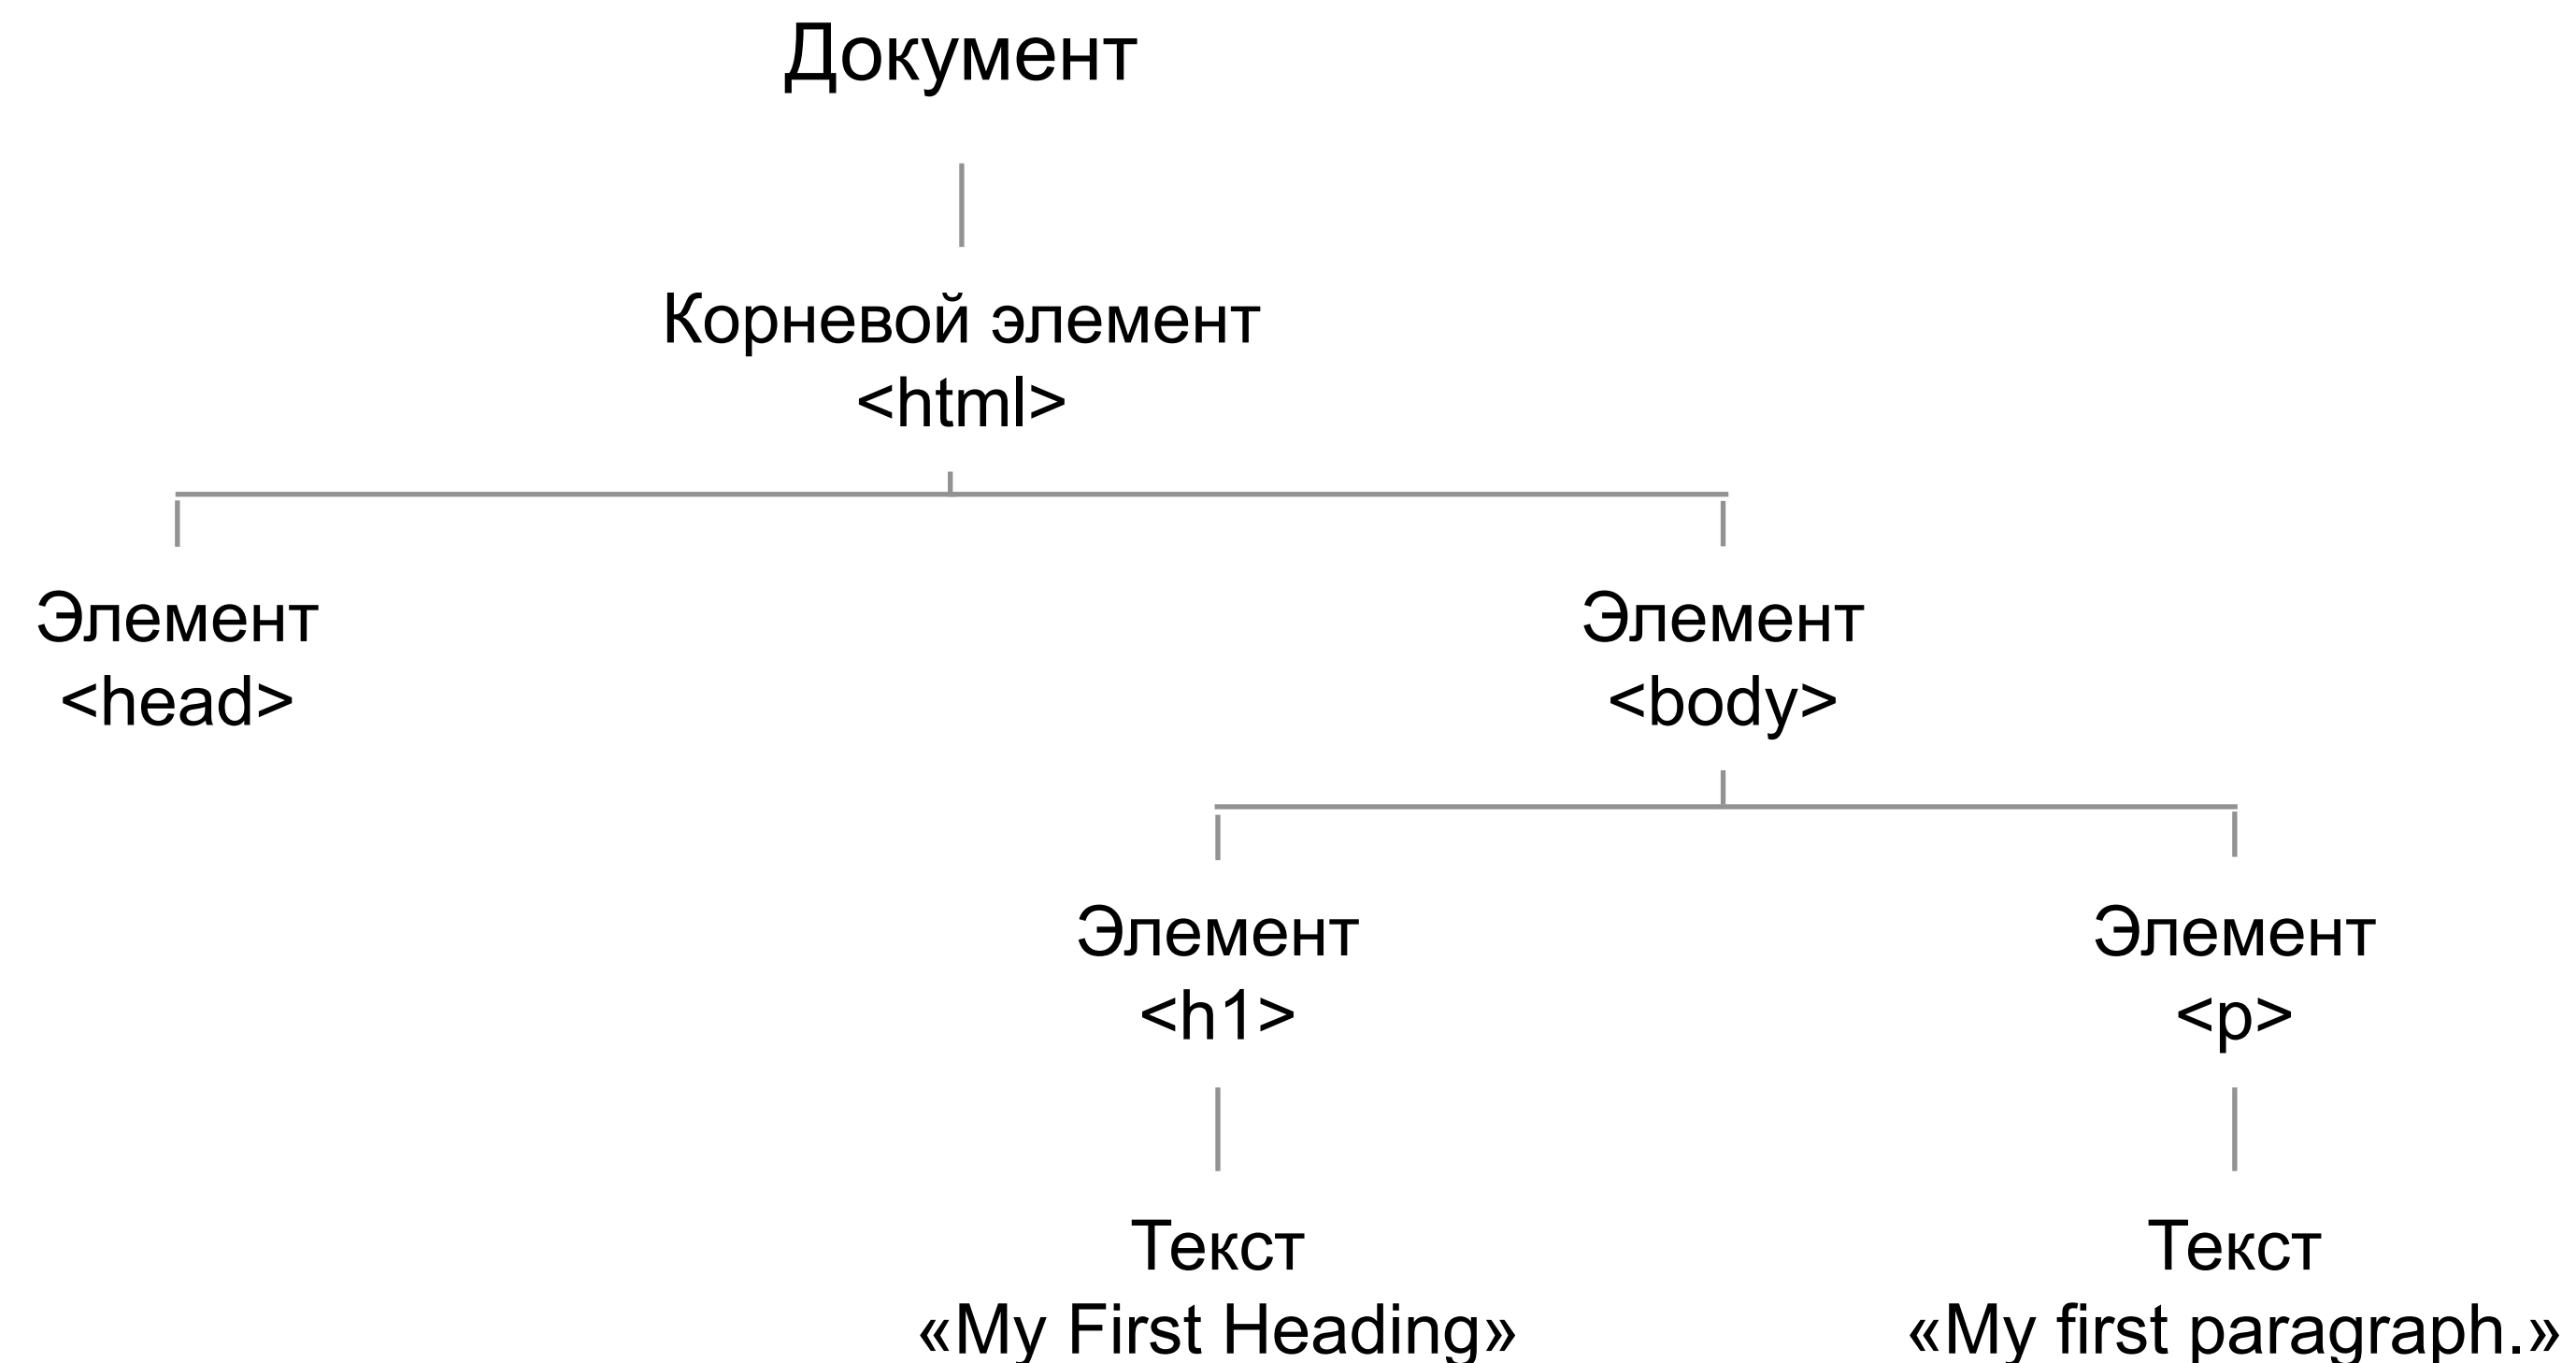 Документ
Корневой элемент
<html>
Элемент
<head>
Элемент
<body>
Элемент
<h1>
Элемент
<p>
Текст
«My First Heading»
Текст
«My first paragraph.»